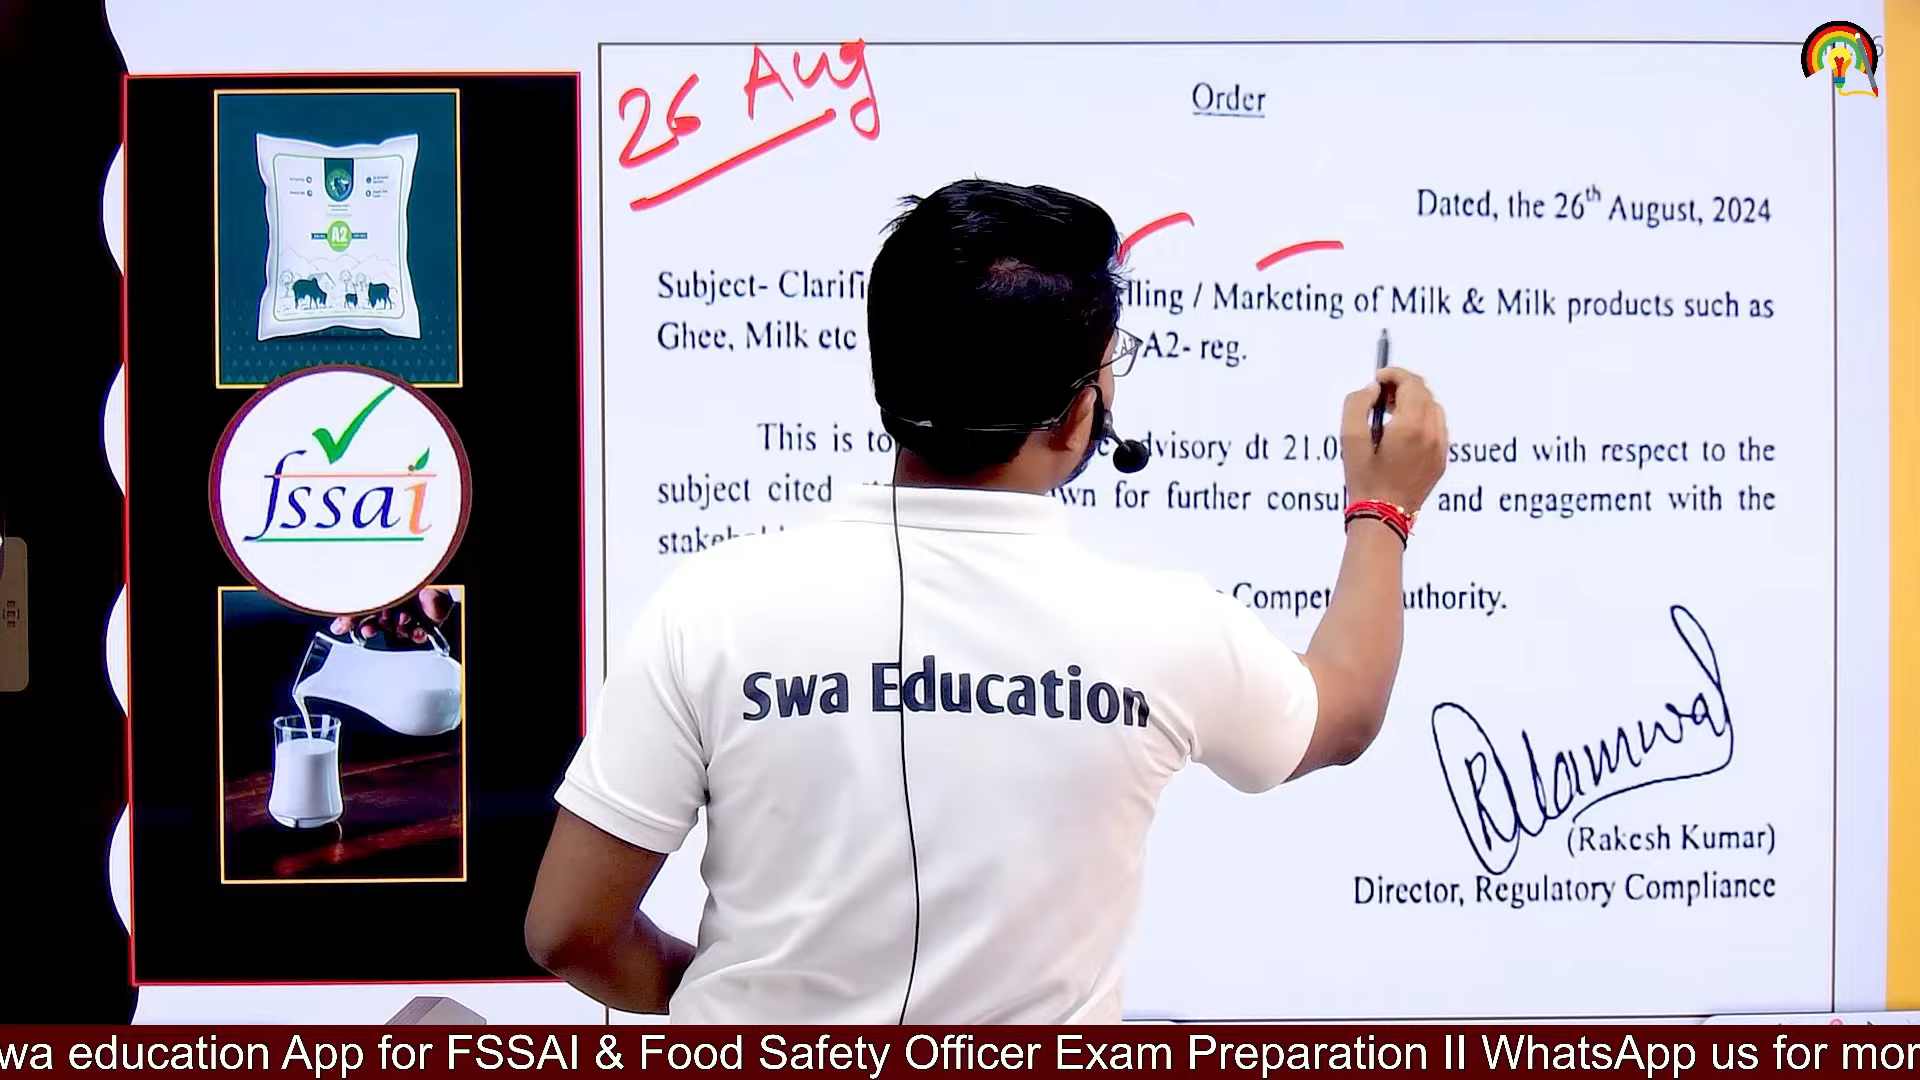 26 Aug
Order
Dated, the 26th August, 2024
Subject- Clarifi lling / Marketing of Milk & Milk products such as
Ghee, Milk etc A2- reg.
This is to dvisory dt 21.0 ssued with respect to the
subject cited wn for further consul and engagement with the
stakeh
Compet uthority.
(Rakesh Kumar)
Director, Regulatory Compliance
A2
fssai
Swa Education
wa education App for FSSAI & Food Safety Officer Exam Preparation II WhatsApp us for mor